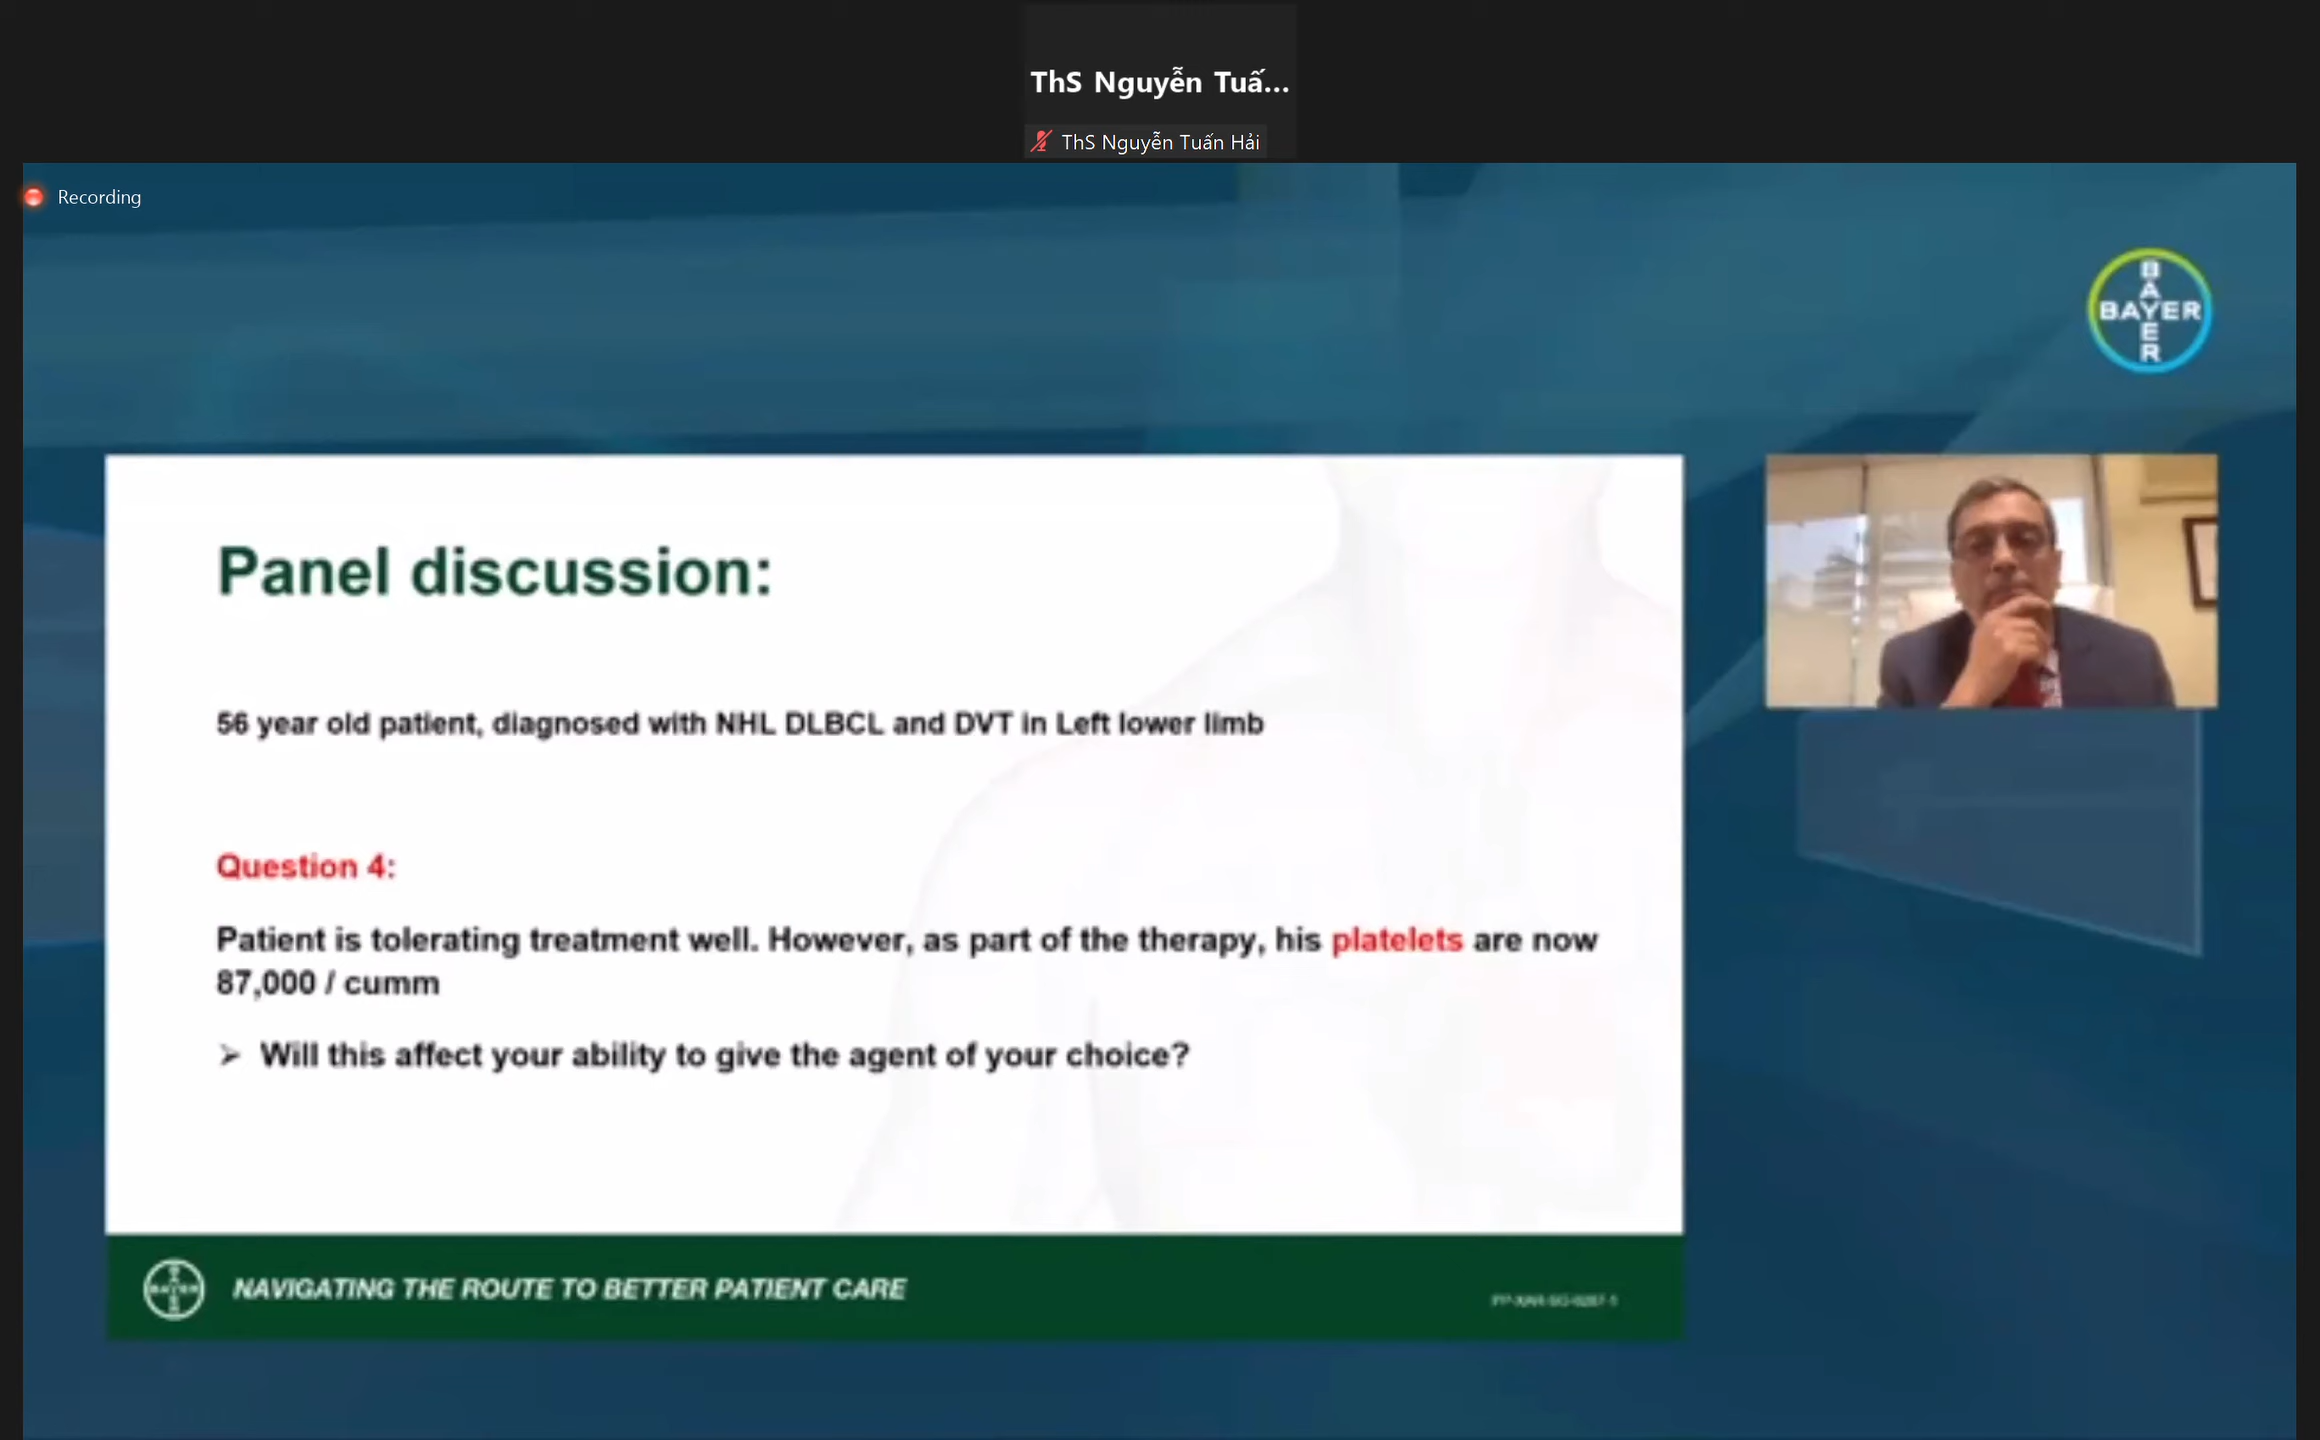 ThS Nguyễn Tuấ...
ThS Nguyễn Tuấn Hải
Recording
BAYER
BAYER
Panel discussion:
56 year old patient, diagnosed with NHL DLBCL and DVT in Left lower limb
Question 4:
Patient is tolerating treatment well. However, as part of the therapy, his platelets are now
87,000 / cumm
➢ Will this affect your ability to give the agent of your choice?
NAVIGATING THE ROUTE TO BETTER PATIENT CARE